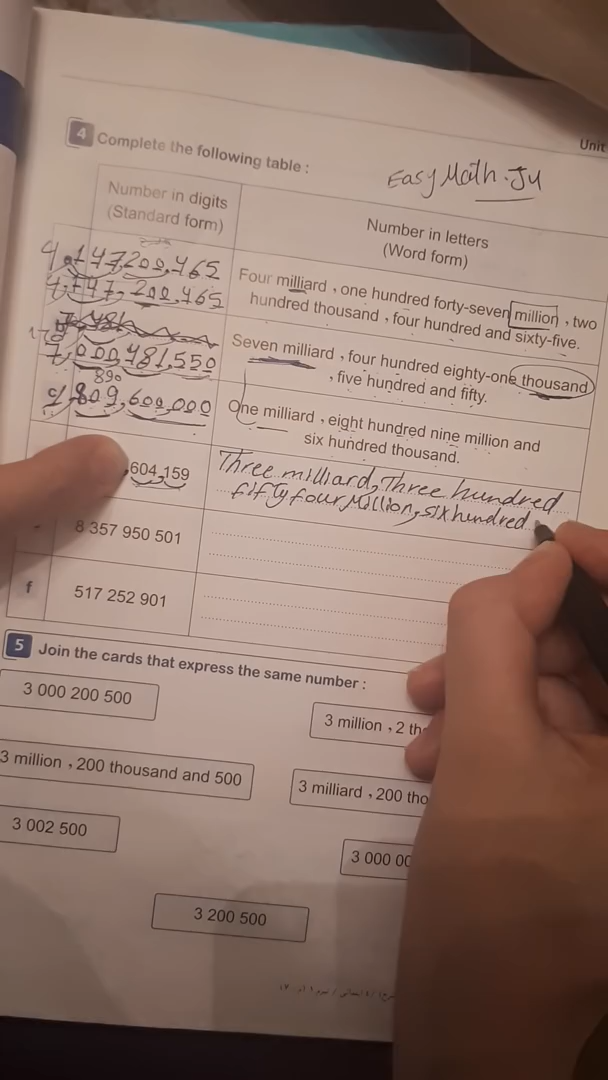 Unit
4 Complete the following table :
Easy Math.JU
Number in digits
(Standard form)
Number in letters
(Word form)
4,147,200,465
4,147,200,465
Four milliard , one hundred forty-seven million , two
hundred thousand , four hundred and sixty-five.
7,000,481,550
Seven milliard , four hundred eighty-one thousand
, five hundred and fifty.
890
809,600,000
One milliard , eight hundred nine million and
six hundred thousand.
,604,159
Three milliard, Three hundred
fifty four Million, six hundred
8 357 950 501
f 517 252 901
5 Join the cards that express the same number :
3 000 200 500
3 million , 2 th
3 million , 200 thousand and 500
3 milliard , 200 tho
3 002 500
3 000 00
3 200 500